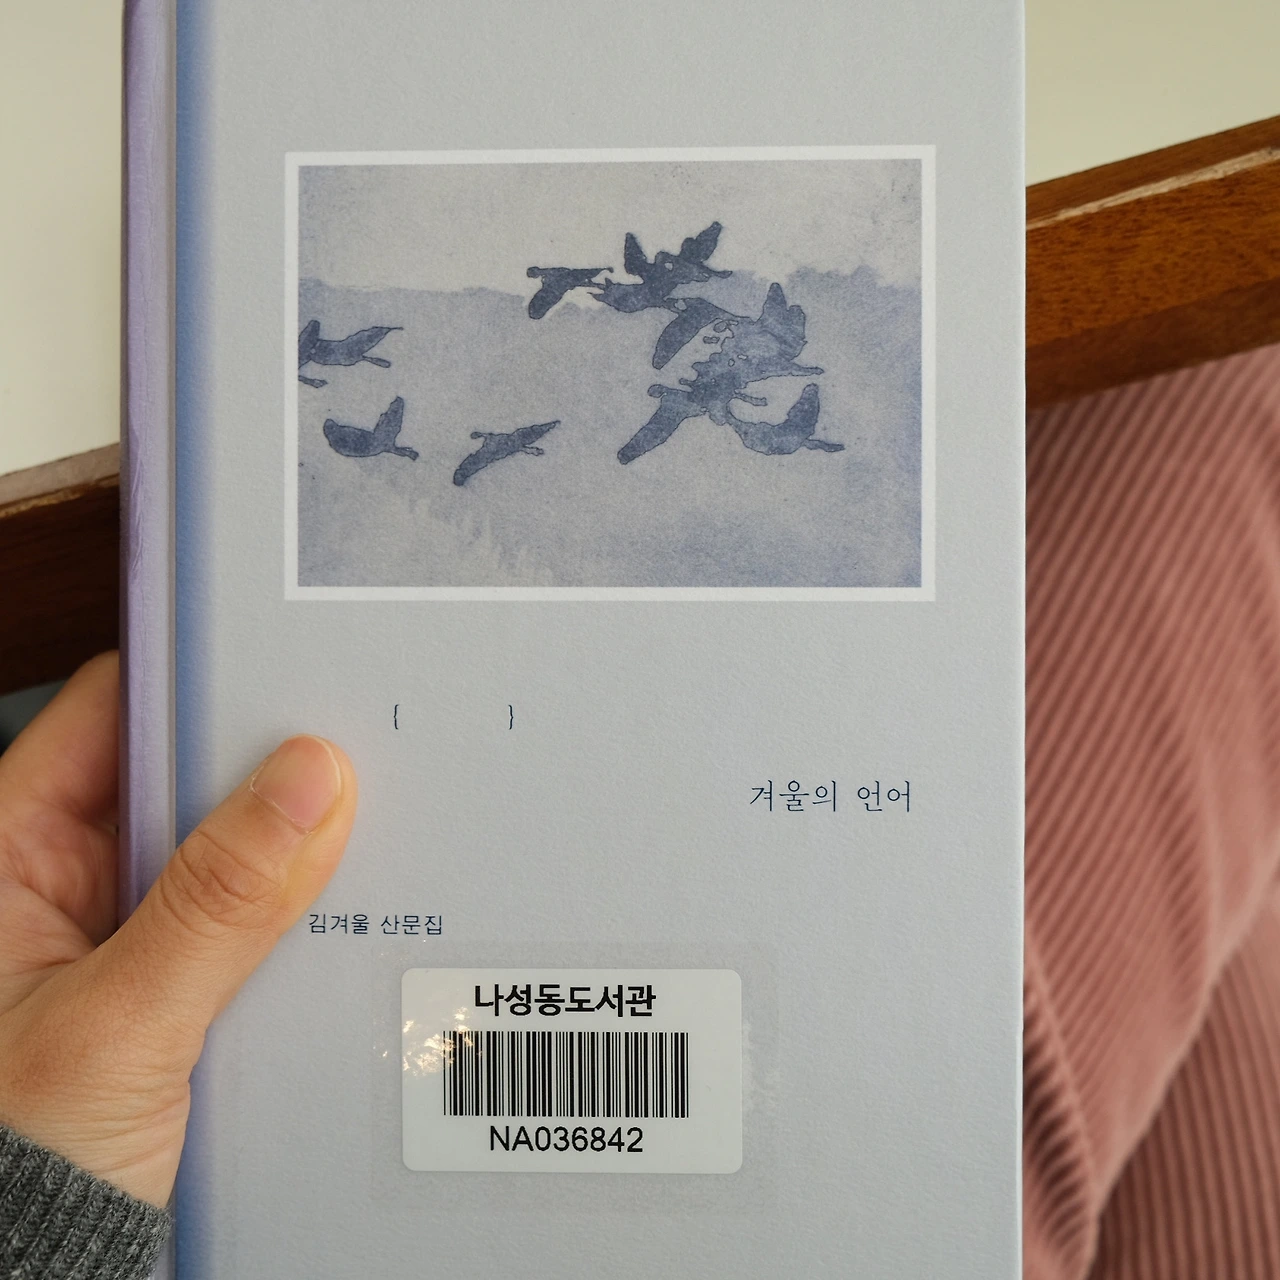 { }
겨울의 언어
김겨울 산문집
나성동도서관
NA036842